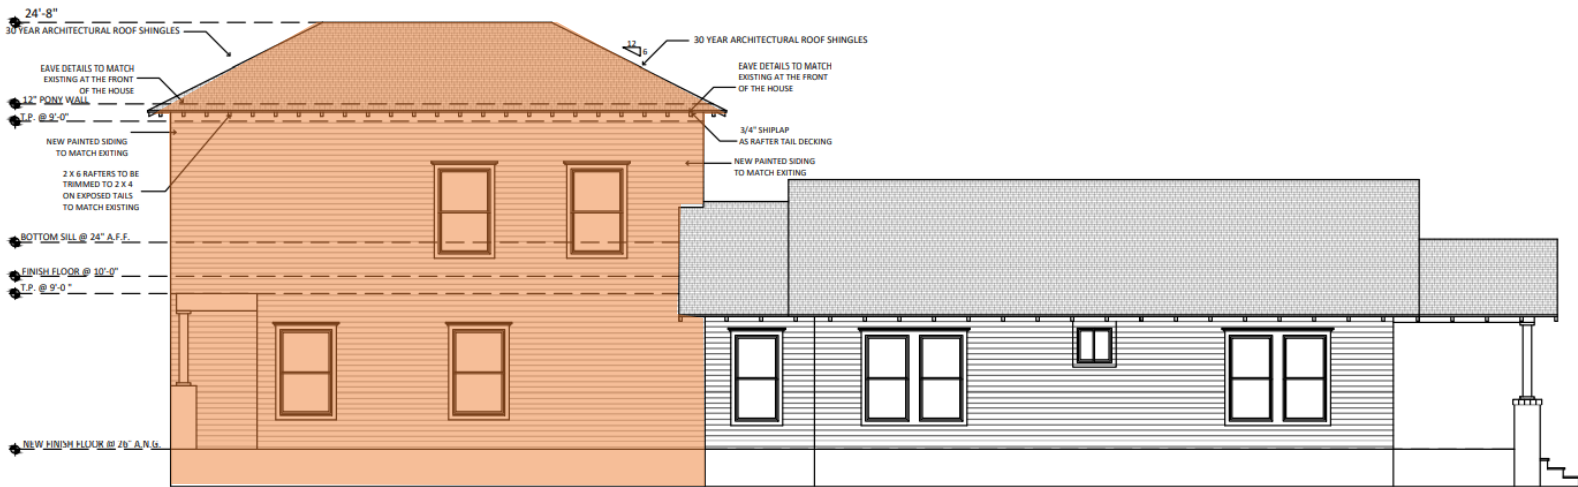 24'-8"
30 YEAR ARCHITECTURAL ROOF SHINGLES
EAVE DETAILS TO MATCH
EXISTING AT THE FRONT
OF THE HOUSE
12" PONY WALL
T.P. @ 9'-0"
NEW PAINTED SIDING
TO MATCH EXITING
2 X 6 RAFTERS TO BE
TRIMMED TO 2 X 4
ON EXPOSED TAILS
TO MATCH EXISTING
BOTTOM SILL @ 24" A.F.F.
FINISH FLOOR @ 10'-0"
T.P. @ 9'-0 "
NEW FINISH FLOOR @ 26" A.N.G.
12
6
30 YEAR ARCHITECTURAL ROOF SHINGLES
EAVE DETAILS TO MATCH
EXISTING AT THE FRONT
OF THE HOUSE
3/4" SHIPLAP
AS RAFTER TAIL DECKING
NEW PAINTED SIDING
TO MATCH EXITING